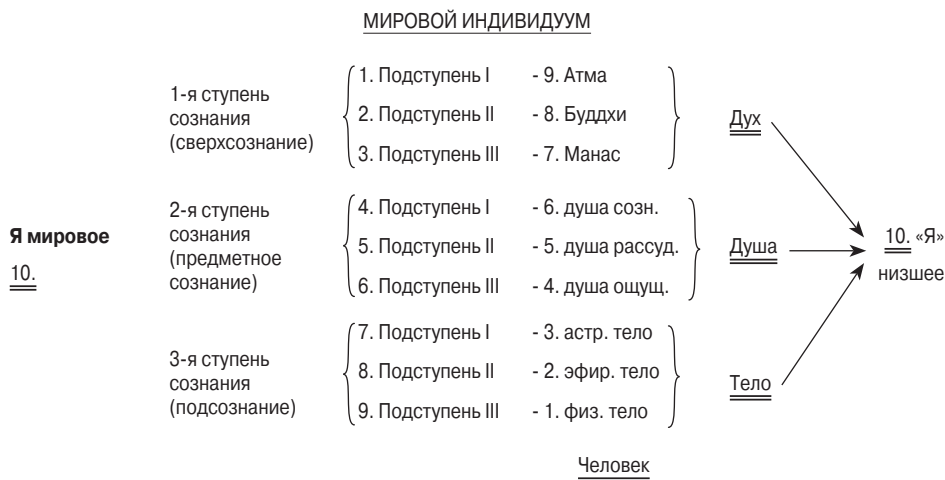 МИРОВОЙ ИНДИВИДУУМ
1-я ступень
сознания
(сверхсознание)
1. Подступень I - 9. Атма
2. Подступень II - 8. Буддхи
3. Подступень III - 7. Манас
Дух
Я мировое
10.
2-я ступень
сознания
(предметное
сознание)
4. Подступень I - 6. душа созн.
5. Подступень II - 5. душа рассуд.
6. Подступень III - 4. душа ощущ.
Душа
10. «Я»
низшее
3-я ступень
сознания
(подсознание)
7. Подступень I - 3. астр. тело
8. Подступень II - 2. эфир. тело
9. Подступень III - 1. физ. тело
Тело
Человек